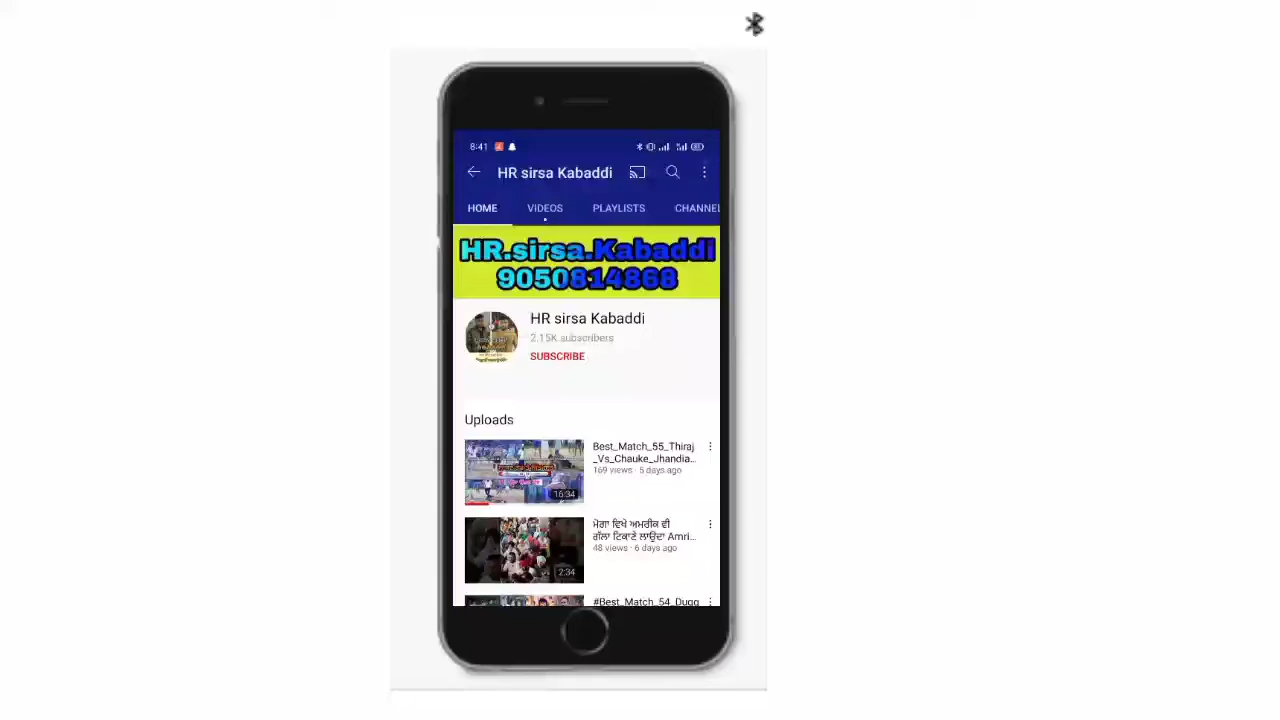 8:41
HR sirsa Kabaddi
HOME VIDEOS PLAYLISTS CHANNEL
HR.sirsa.Kabaddi
9050814868
HR sirsa Kabaddi
2.15K subscribers
SUBSCRIBE
Uploads
Best_Match_55_Thiraj
_Vs_Chauke_Jhandia...
169 views · 5 days ago
16:34
ਮੋਗਾ ਵਿਖੇ ਅਮਰੀਕ ਵੀ
ਗੱਲਾ ਟਿਕਾਣੇ ਲਾਉਂਦਾ Amri...
48 views · 6 days ago
2:34
#Best_Match_54_Dugg